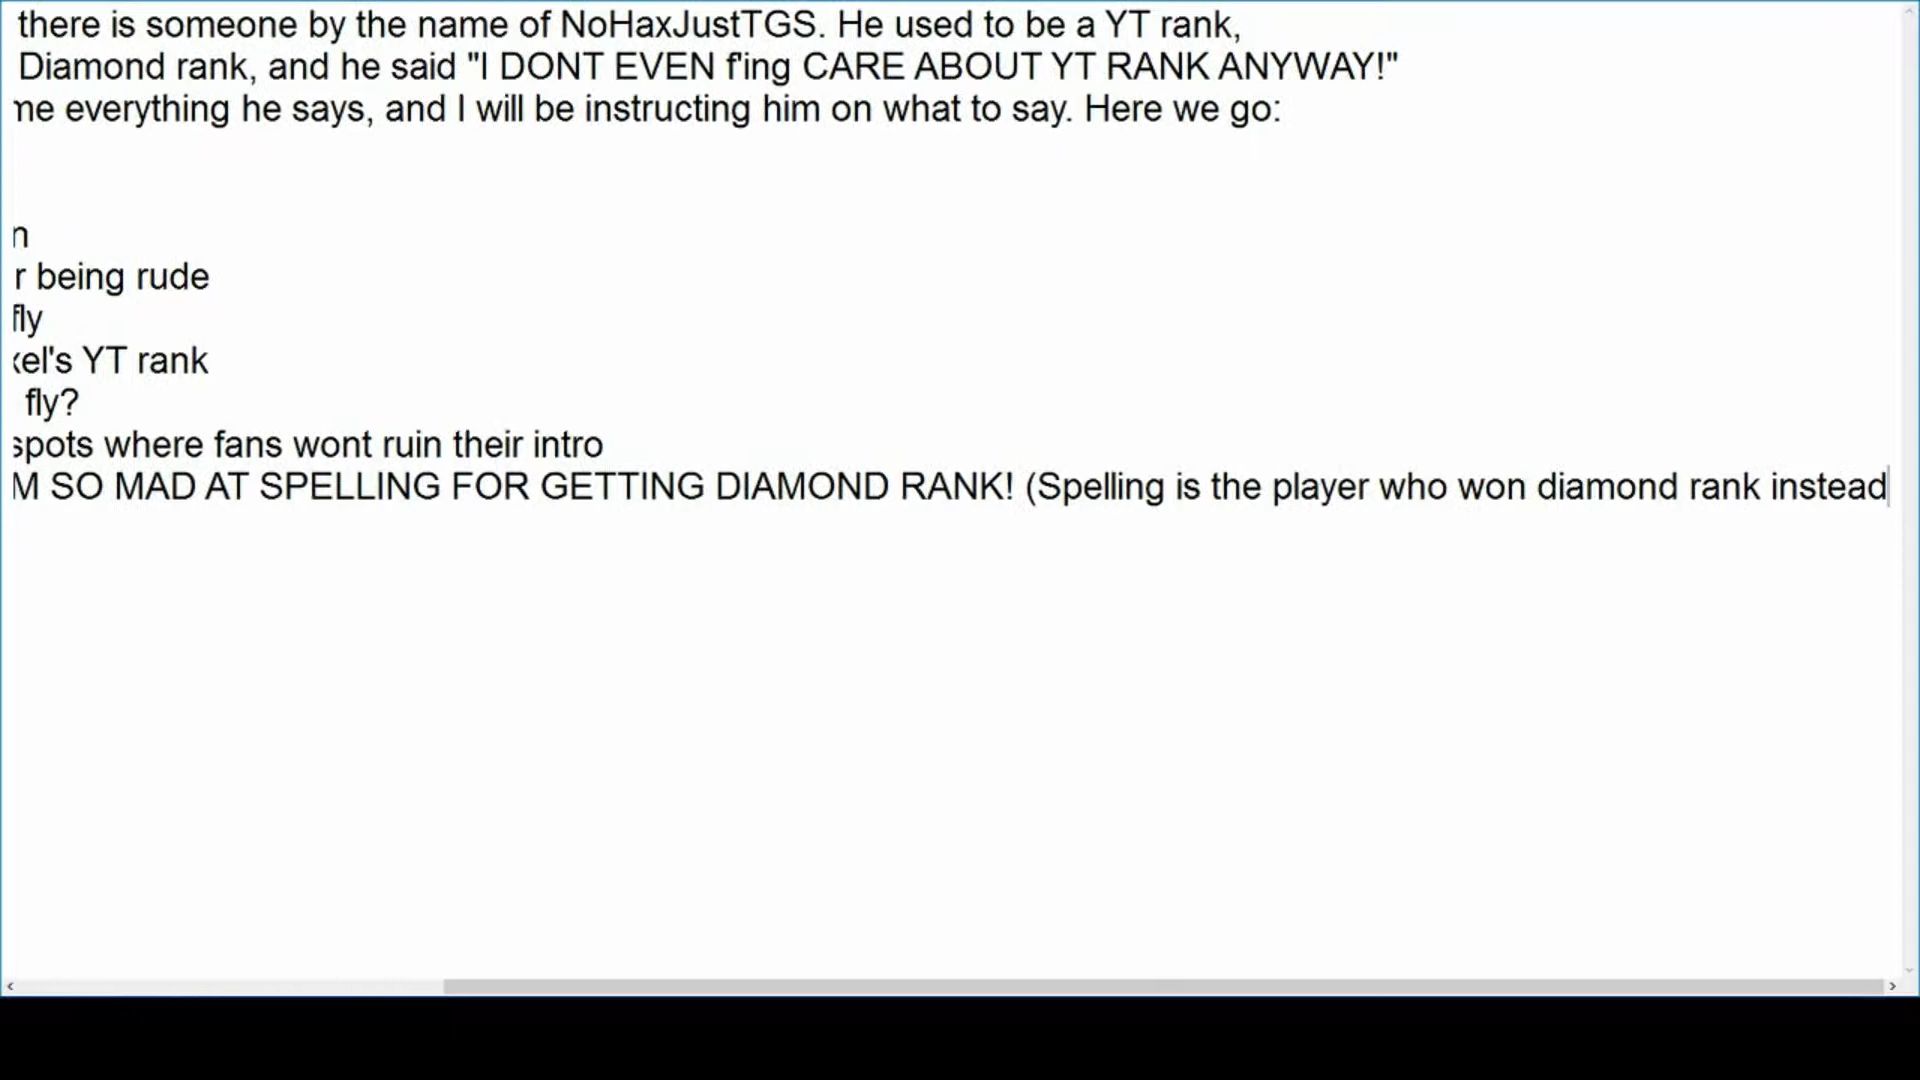 there is someone by the name of NoHaxJustTGS. He used to be a YT rank,
Diamond rank, and he said "I DONT EVEN f'ing CARE ABOUT YT RANK ANYWAY!"
me everything he says, and I will be instructing him on what to say. Here we go:
n
r being rude
fly
xel's YT rank
fly?
spots where fans wont ruin their intro
M SO MAD AT SPELLING FOR GETTING DIAMOND RANK! (Spelling is the player who won diamond rank instead